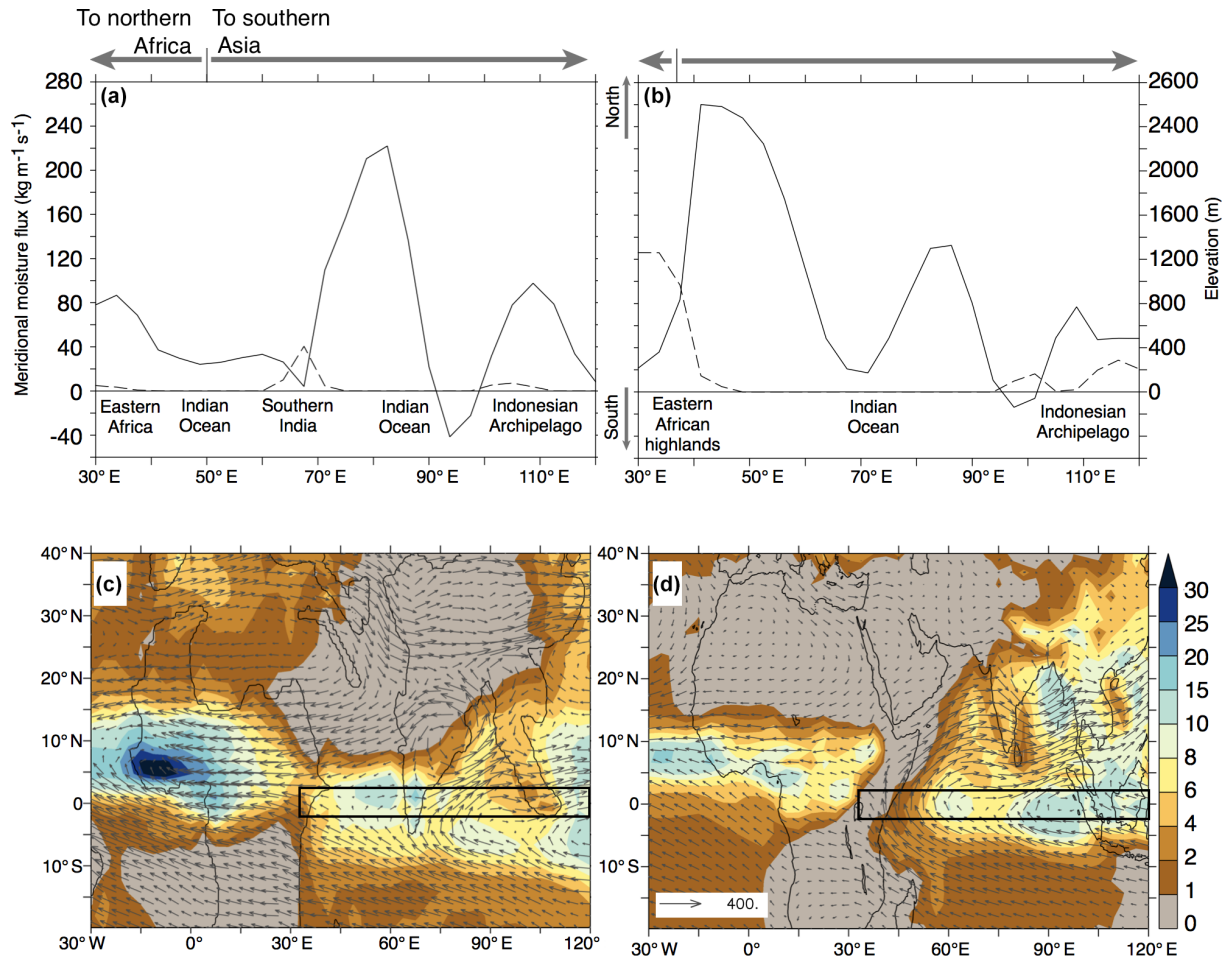 To northern
Africa
To southern
Asia
(a)
280
240
200
160
120
80
40
0
-40
Meridional moisture flux (kg m-1 s-1)
Eastern
Africa
Indian
Ocean
Southern
India
Indian
Ocean
Indonesian
Archipelago
30° E
50° E
70° E
90° E
110° E
North
South
(b)
2600
2400
2000
1600
1200
800
400
0
Elevation (m)
Eastern
African
highlands
Indian
Ocean
Indonesian
Archipelago
30° E
50° E
70° E
90° E
110° E
(c)
40° N
30° N
20° N
10° N
0
10° S
30° W
0°
30° E
60° E
90° E
120°
(d)
40° N
30° N
20° N
10° N
0
10° S
400.
30° W
0°
30° E
60° E
90° E
120° E
30
25
20
15
10
8
6
4
2
1
0